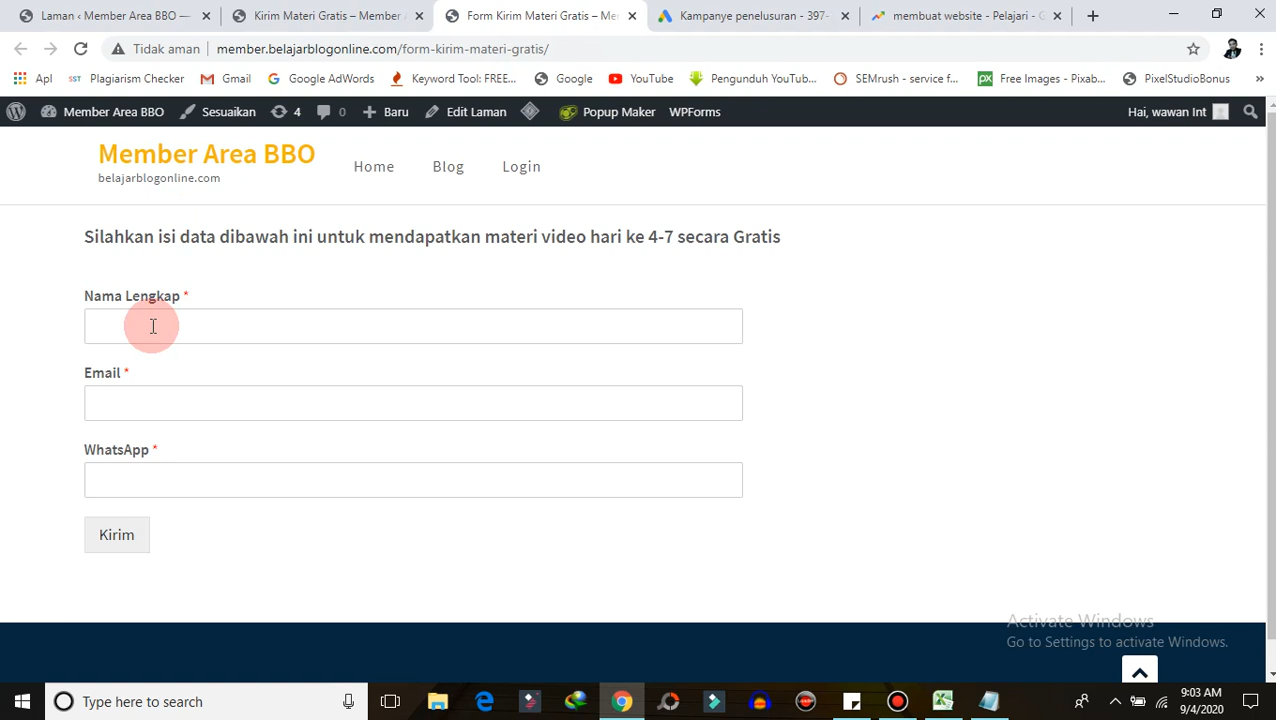 Laman ‹ Member Area BBO —
Kirim Materi Gratis – Member
Form Kirim Materi Gratis – Me
Kampanye penelusuran - 397-
membuat website - Pelajari - G
Tidak aman
member.belajarblogonline.com/form-kirim-materi-gratis/
Apl
Plagiarism Checker
Gmail
Google AdWords
Keyword Tool: FREE...
Google
YouTube
Pengunduh YouTub...
SEMrush - service f...
Free Images - Pixab...
PixelStudioBonus
»
Member Area BBO
Sesuaikan
4
0
Baru
Edit Laman
Popup Maker
WPForms
Hai, wawan Int
Member Area BBO
belajarblogonline.com
Home
Blog
Login
Silahkan isi data dibawah ini untuk mendapatkan materi video hari ke 4-7 secara Gratis
Nama Lengkap *
Email *
WhatsApp *
Kirim
Activate Windows
Go to Settings to activate Windows.
Type here to search
9:03 AM
9/4/2020